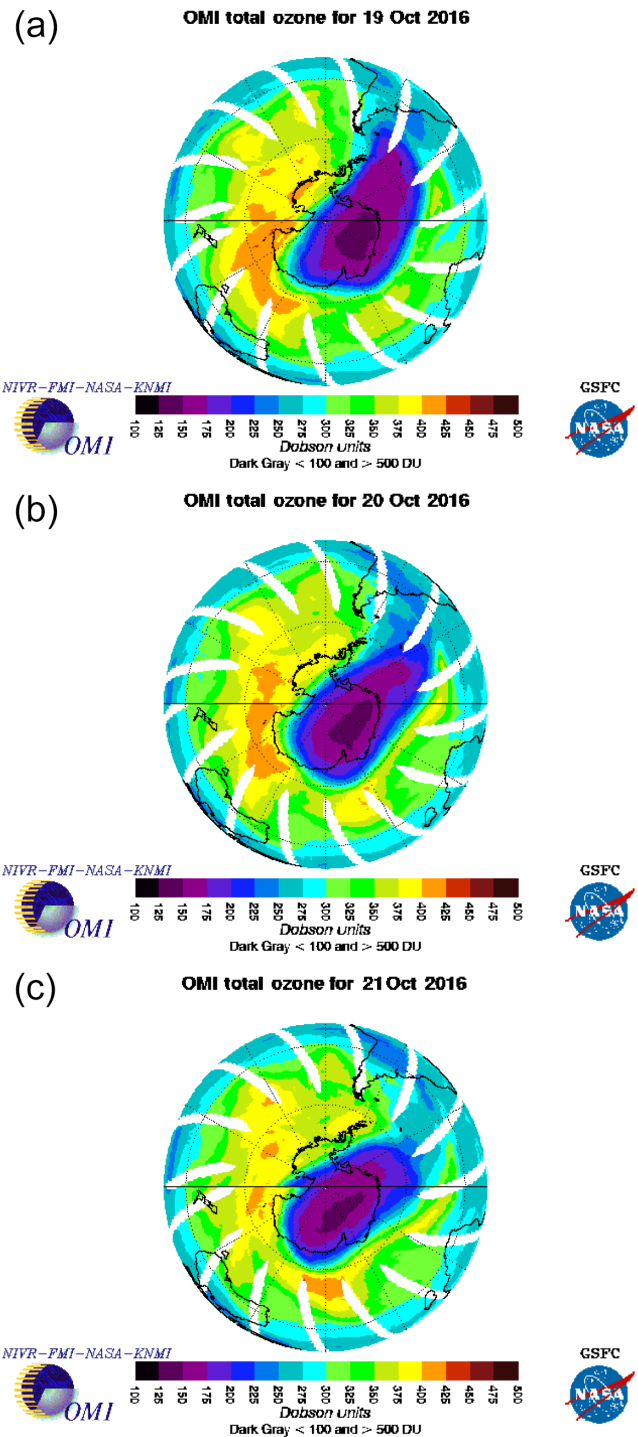 (a)
OMI total ozone for 19 Oct 2016
NIVR-FMI-NASA-KNMI
GSFC
100 125 150 175 200 225 250 275 300 325 350 375 400 425 450 475 500
OMI
Dobson Units
NASA
Dark Gray < 100 and > 500 DU
(b)
OMI total ozone for 20 Oct 2016
NIVR-FMI-NASA-KNMI
GSFC
100 125 150 175 200 225 250 275 300 325 350 375 400 425 450 475 500
OMI
Dobson Units
NASA
Dark Gray < 100 and > 500 DU
(c)
OMI total ozone for 21 Oct 2016
NIVR-FMI-NASA-KNMI
GSFC
100 125 150 175 200 225 250 275 300 325 350 375 400 425 450 475 500
OMI
Dobson Units
NASA
Dark Gray < 100 and > 500 DU